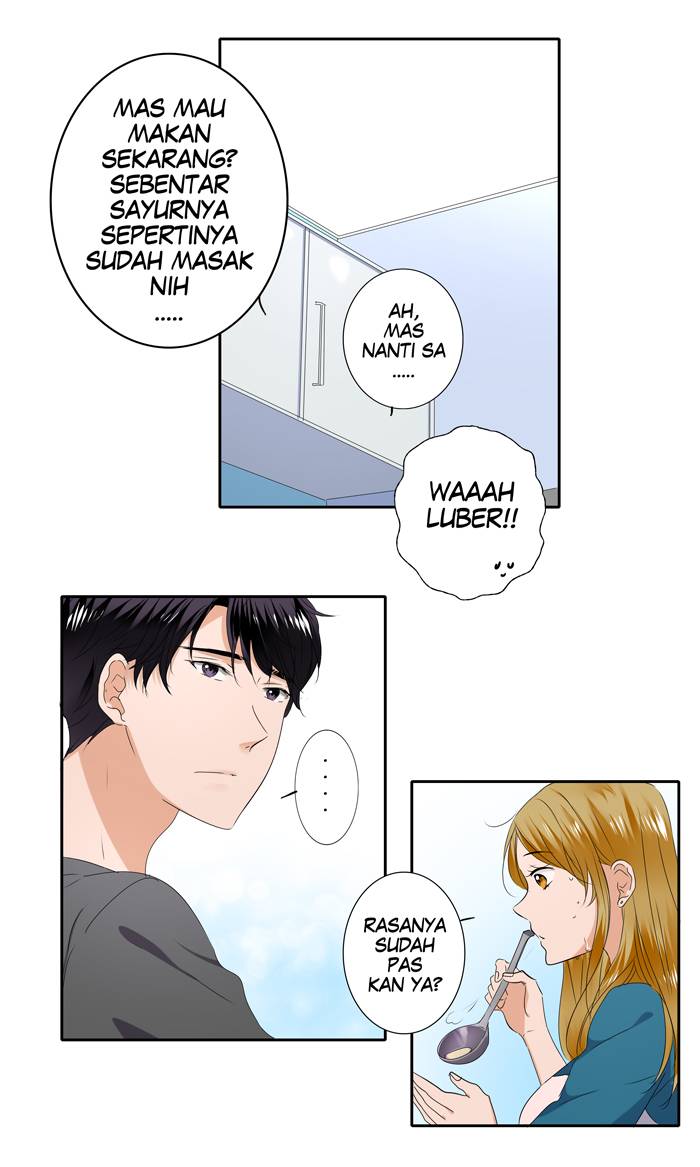 MAS MAU
MAKAN
SEKARANG?
SEBENTAR
SAYURNYA
SEPERTINYA
SUDAH MASAK
NIH
.....
AH,
MAS
NANTI SA
.....
WAAAH
LUBER!!
....
RASANYA
SUDAH
PAS
KAN YA?